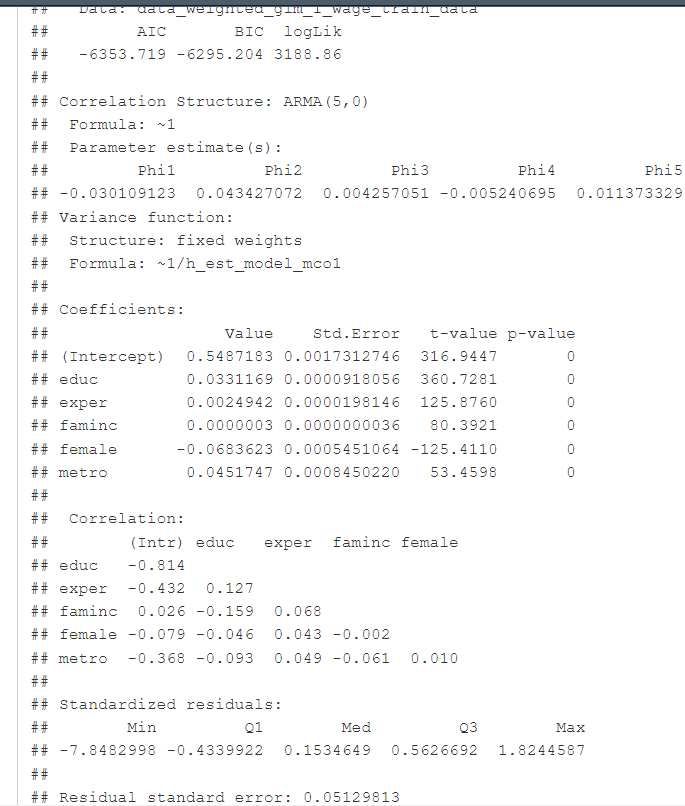 ##   Data: data_weighted_glm_1_wage_train_data
##         AIC       BIC  logLik
##   -6353.719 -6295.204 3188.86
##
## Correlation Structure: ARMA(5,0)
##  Formula: ~1
##  Parameter estimate(s):
##         Phi1         Phi2         Phi3         Phi4         Phi5
## -0.030109123  0.043427072  0.004257051 -0.005240695  0.011373329
## Variance function:
##  Structure: fixed weights
##  Formula: ~1/h_est_model_mco1
##
## Coefficients:
##                  Value    Std.Error   t-value p-value
## (Intercept)  0.5487183 0.0017312746  316.9447       0
## educ         0.0331169 0.0000918056  360.7281       0
## exper        0.0024942 0.0000198146  125.8760       0
## faminc       0.0000003 0.0000000036   80.3921       0
## female      -0.0683623 0.0005451064 -125.4110       0
## metro        0.0451747 0.0008450220   53.4598       0
##
##  Correlation:
##        (Intr) educ   exper  faminc female
## educ   -0.814
## exper  -0.432  0.127
## faminc  0.026 -0.159  0.068
## female -0.079 -0.046  0.043 -0.002
## metro  -0.368 -0.093  0.049 -0.061  0.010
##
## Standardized residuals:
##        Min         Q1        Med         Q3        Max
## -7.8482998 -0.4339922  0.1534649  0.5626692  1.8244587
##
## Residual standard error: 0.05129813